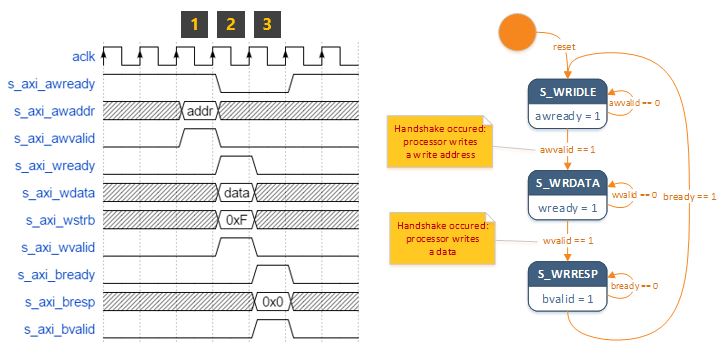 1 2 3
aclk
s_axi_awready
s_axi_awaddr
addr
s_axi_awvalid
s_axi_wready
s_axi_wdata
data
s_axi_wstrb
0xF
s_axi_wvalid
s_axi_bready
s_axi_bresp
0x0
s_axi_bvalid
reset
S_WRIDLE
awready = 1
awvalid == 0
Handshake occured:
processor writes
a write address
awvalid == 1
S_WRDATA
wready = 1
wvalid == 0
bready == 1
Handshake occured:
processor writes
a data
wvalid == 1
S_WRRESP
bvalid = 1
bready == 0